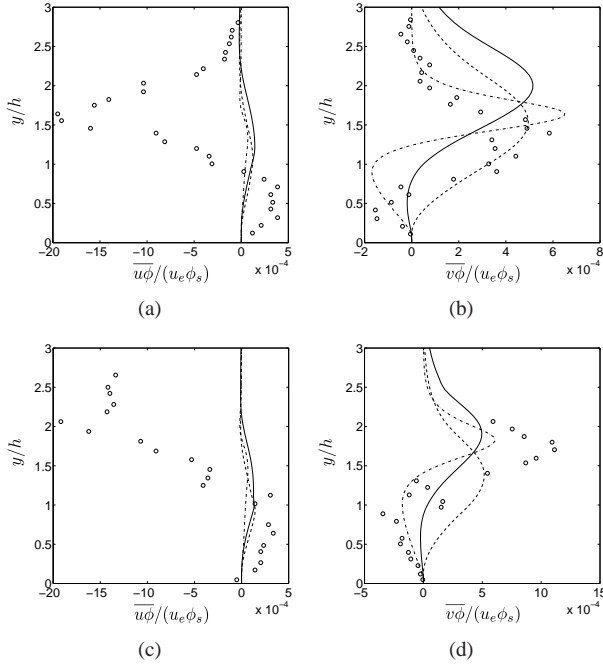 3
2.5
2
1.5
1
0.5
0
y/h
−20 −15 −10 −5 0 5
x 10⁻⁴
$\overline{u\phi}/(u_e\phi_s)$
(a)
3
2.5
2
1.5
1
0.5
0
y/h
−2 0 2 4 6 8
x 10⁻⁴
$\overline{v\phi}/(u_e\phi_s)$
(b)
3
2.5
2
1.5
1
0.5
0
y/h
−20 −15 −10 −5 0 5
x 10⁻⁴
$\overline{u\phi}/(u_e\phi_s)$
(c)
3
2.5
2
1.5
1
0.5
0
y/h
−5 0 5 10 15
x 10⁻⁴
$\overline{v\phi}/(u_e\phi_s)$
(d)